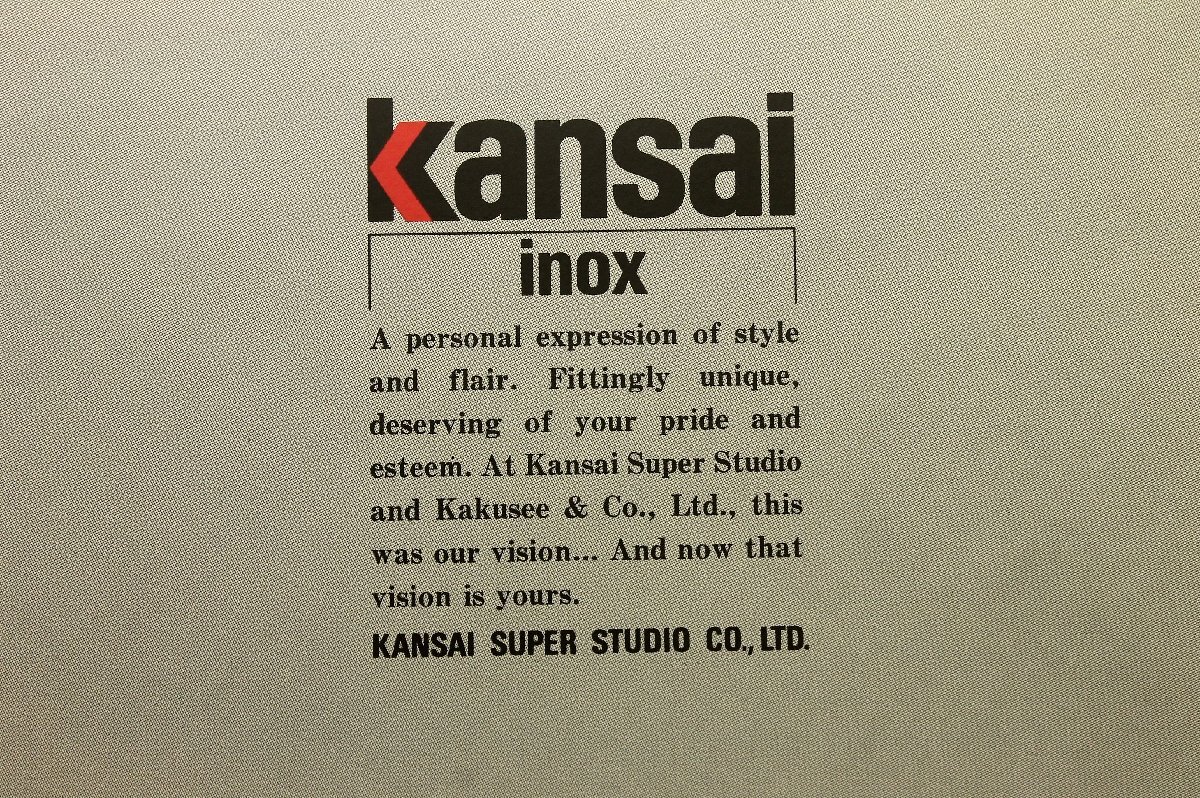 kansai
inox
A personal expression of style
and flair. Fittingly unique,
deserving of your pride and
esteem. At Kansai Super Studio
and Kakusee & Co., Ltd., this
was our vision... And now that
vision is yours.
KANSAI SUPER STUDIO CO., LTD.